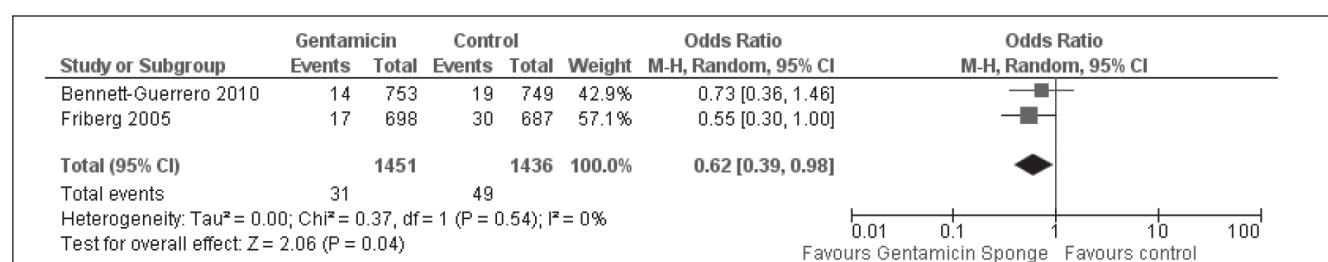 Gentamicin Control Odds Ratio Odds Ratio
Study or Subgroup Events Total Events Total Weight M-H, Random, 95% CI M-H, Random, 95% CI
Bennett-Guerrero 2010 14 753 19 749 42.9% 0.73 [0.36, 1.46]
Friberg 2005 17 698 30 687 57.1% 0.55 [0.30, 1.00]
Total (95% CI) 1451 1436 100.0% 0.62 [0.39, 0.98]
Total events 31 49
Heterogeneity: Tau² = 0.00; Chi² = 0.37, df = 1 (P = 0.54); I² = 0%
Test for overall effect: Z = 2.06 (P = 0.04)
0.01 0.1 1 10 100
Favours Gentamicin Sponge Favours control